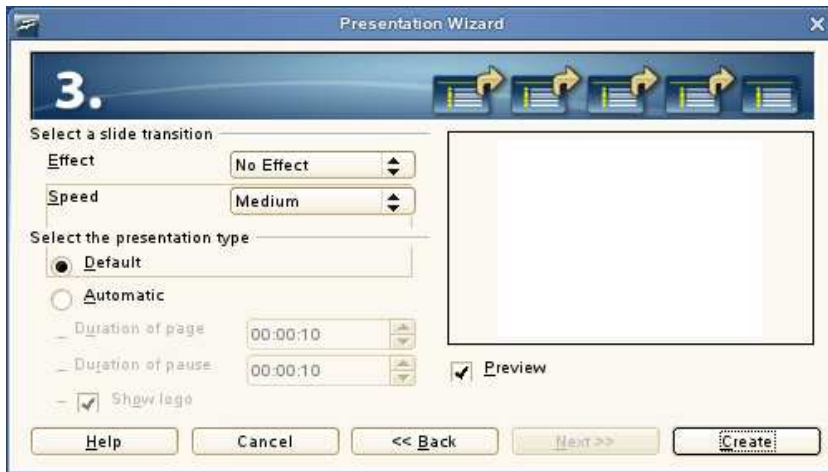 Presentation Wizard
3.
Select a slide transition
Effect
No Effect
Speed
Medium
Select the presentation type
Default
Automatic
Duration of page
00:00:10
Duration of pause
00:00:10
Show logo
Preview
Help
Cancel
<< Back
Next >>
Create